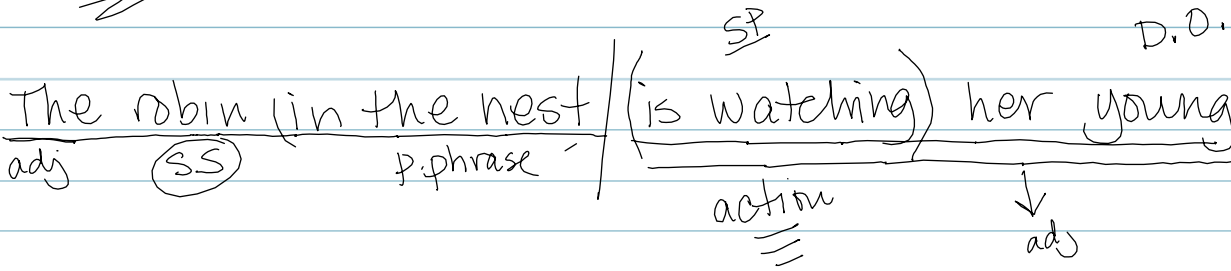 SP D.O.
The robin (in the nest / (is watching) her young
adj SS p.phrase action adj